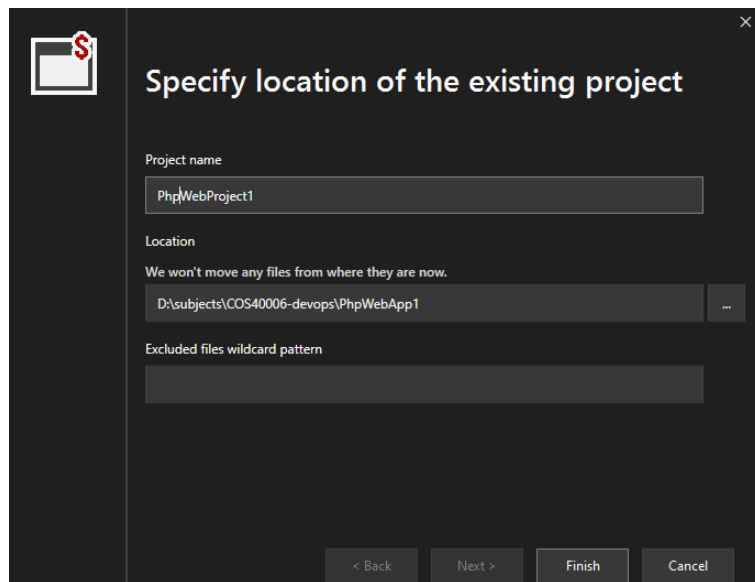 $
Specify location of the existing project
Project name
PhpWebProject1
Location
We won't move any files from where they are now.
D:\subjects\COS40006-devops\PhpWebApp1
...
Excluded files wildcard pattern
< Back
Next >
Finish
Cancel